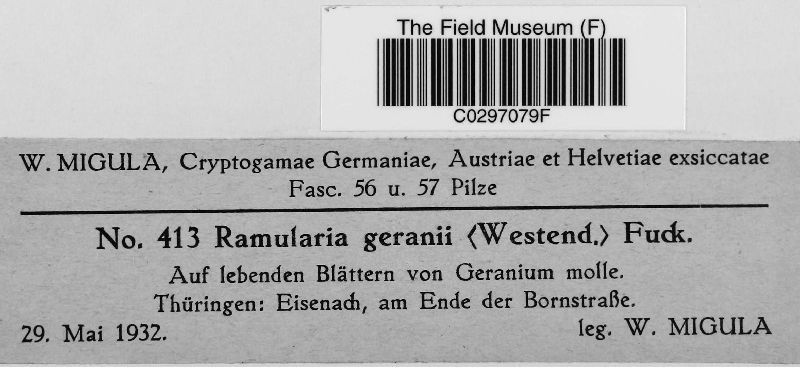 The Field Museum (F)
C0297079F
W. MIGULA, Cryptogamae Germaniae, Austriae et Helvetiae exsiccatae
Fasc. 56 u. 57 Pilze
No. 413 Ramularia geranii (Westend.) Fuck.
Auf lebenden Blättern von Geranium molle.
Thüringen: Eisenach, am Ende der Bornstraße.
29. Mai 1932. leg. W. MIGULA